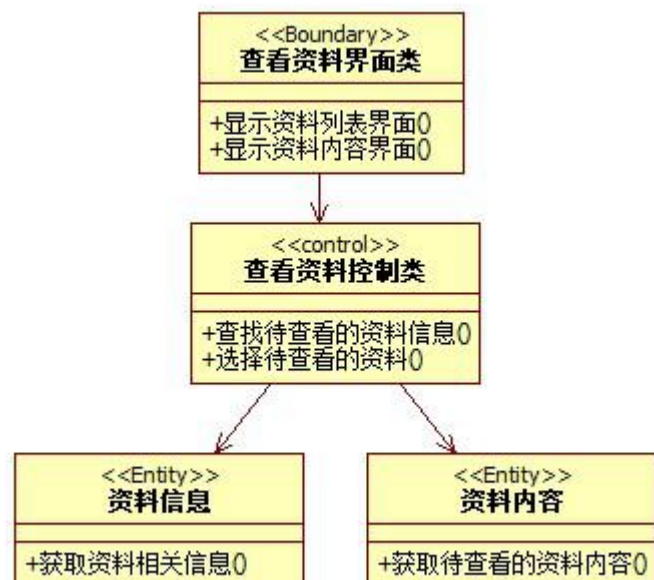 <<Boundary>>
查看资料界面类
+显示资料列表界面()
+显示资料内容界面()
<<control>>
查看资料控制类
+查找待查看的资料信息()
+选择待查看的资料()
<<Entity>>
资料信息
+获取资料相关信息()
<<Entity>>
资料内容
+获取待查看的资料内容()